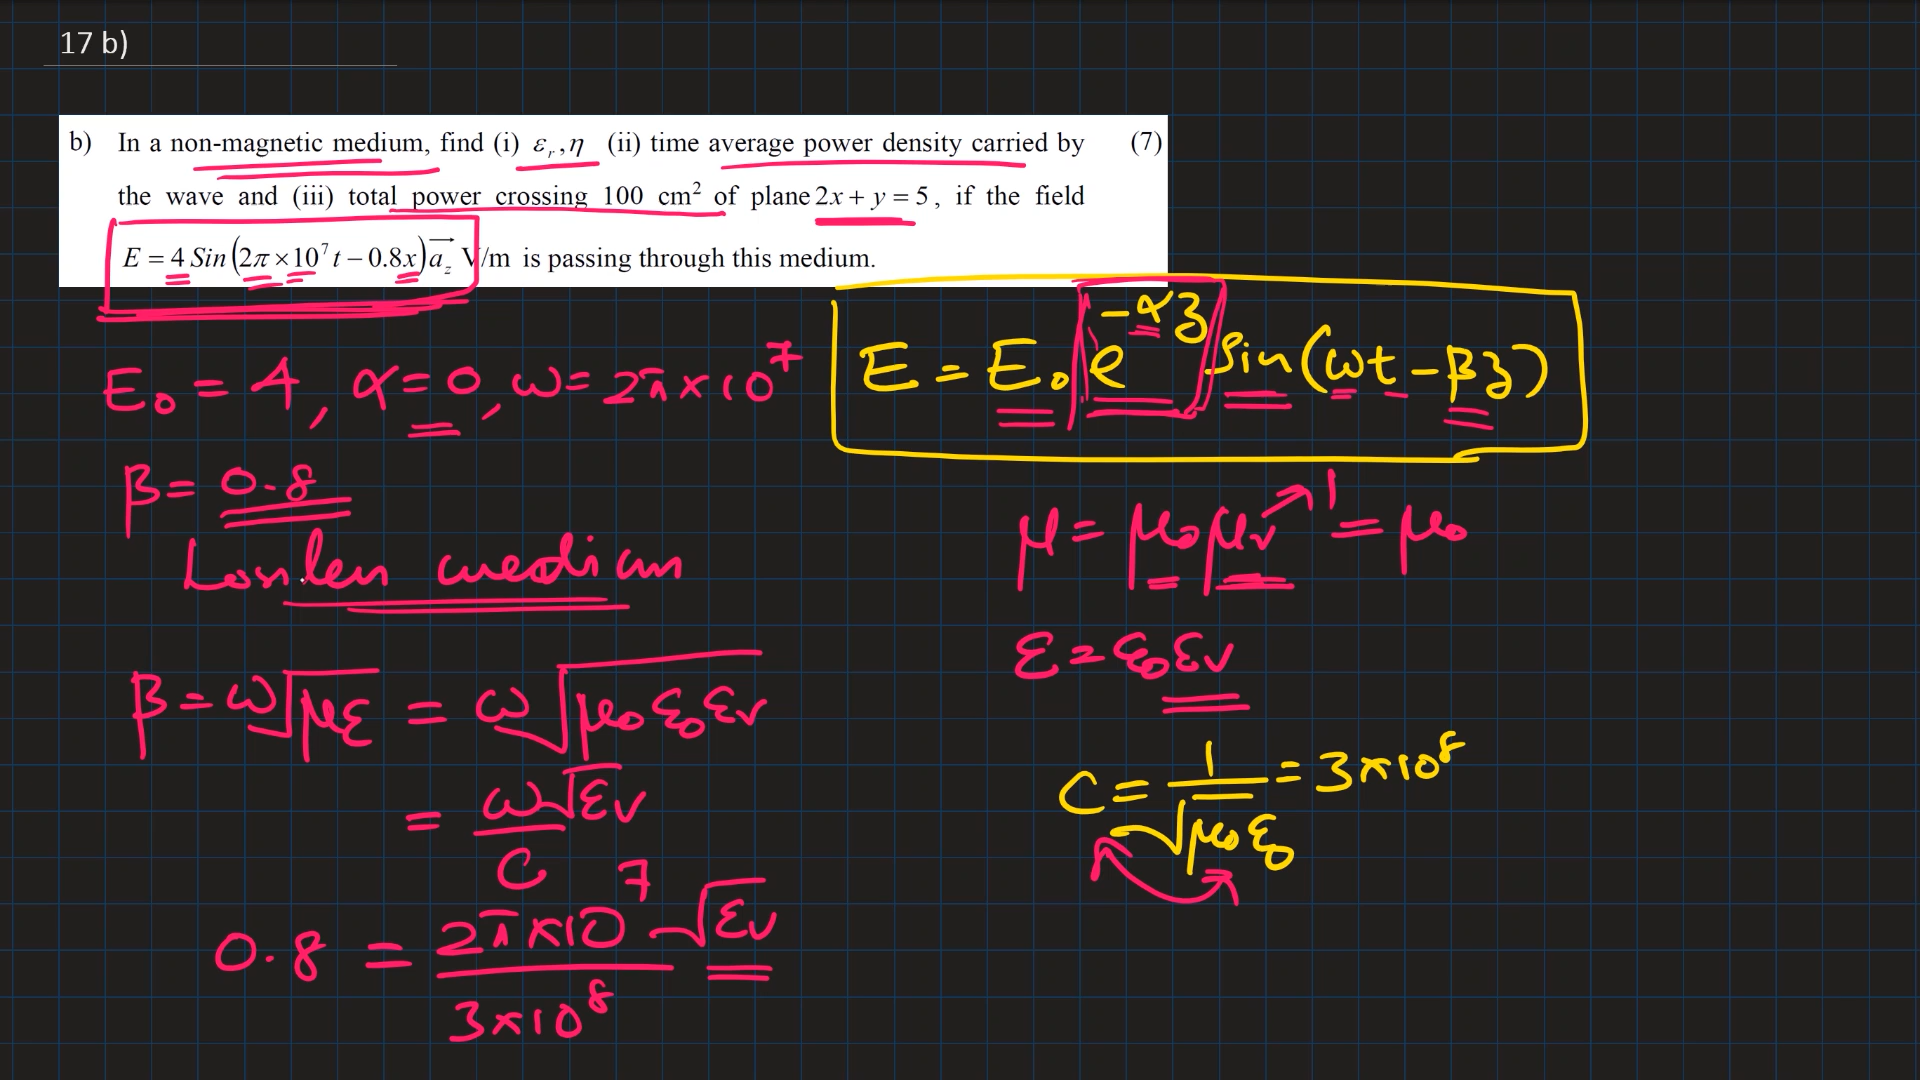 17 b)
b) In a non-magnetic medium, find (i) εr, η (ii) time average power density carried by (7)
the wave and (iii) total power crossing 100 cm² of plane 2x + y = 5, if the field
E = 4 Sin(2π×10⁷ t − 0.8x) a⃗z V/m is passing through this medium.
E = E₀ e^(-αz) Sin(ωt - βz)
E₀ = 4, α = 0, ω = 2π×10⁷
β = 0.8
μ = μ₀μr → 1 = μ₀
Lossless medium
ε = ε₀εr
β = ω√με = ω√μ₀ε₀εr
C = 1/√μ₀ε₀ = 3×10⁸
= ω√εr / C
0.8 = 2π×10⁷/3×10⁸ √εr